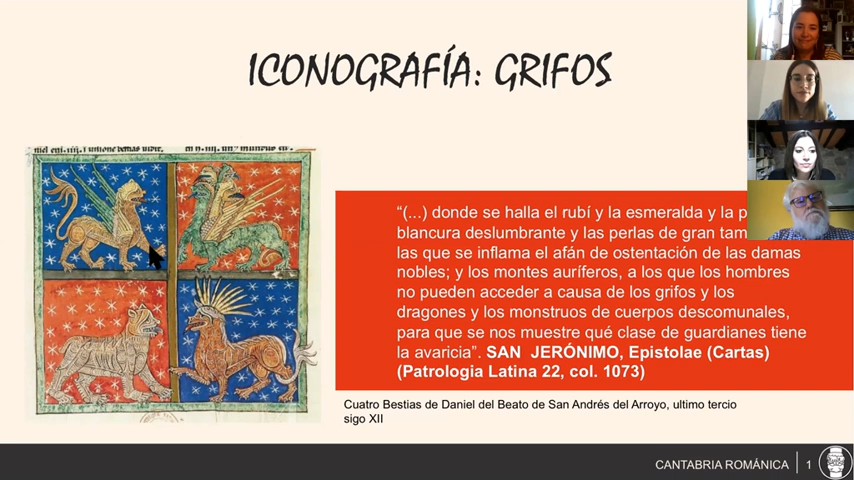 ICONOGRAFÍA: GRIFOS
“(...) donde se halla el rubí y la esmeralda y la
blancura deslumbrante y las perlas de gran
las que se inflama el afán de ostentación de las damas
nobles; y los montes auríferos, a los que los hombres
no pueden acceder a causa de los grifos y los
dragones y los monstruos de cuerpos descomunales,
para que se nos muestre qué clase de guardianes tiene
la avaricia”. SAN JERÓNIMO, Epistolae (Cartas)
(Patrologia Latina 22, col. 1073)
Cuatro Bestias de Daniel del Beato de San Andrés del Arroyo, ultimo tercio
sigo XII
CANTABRIA ROMÁNICA 1